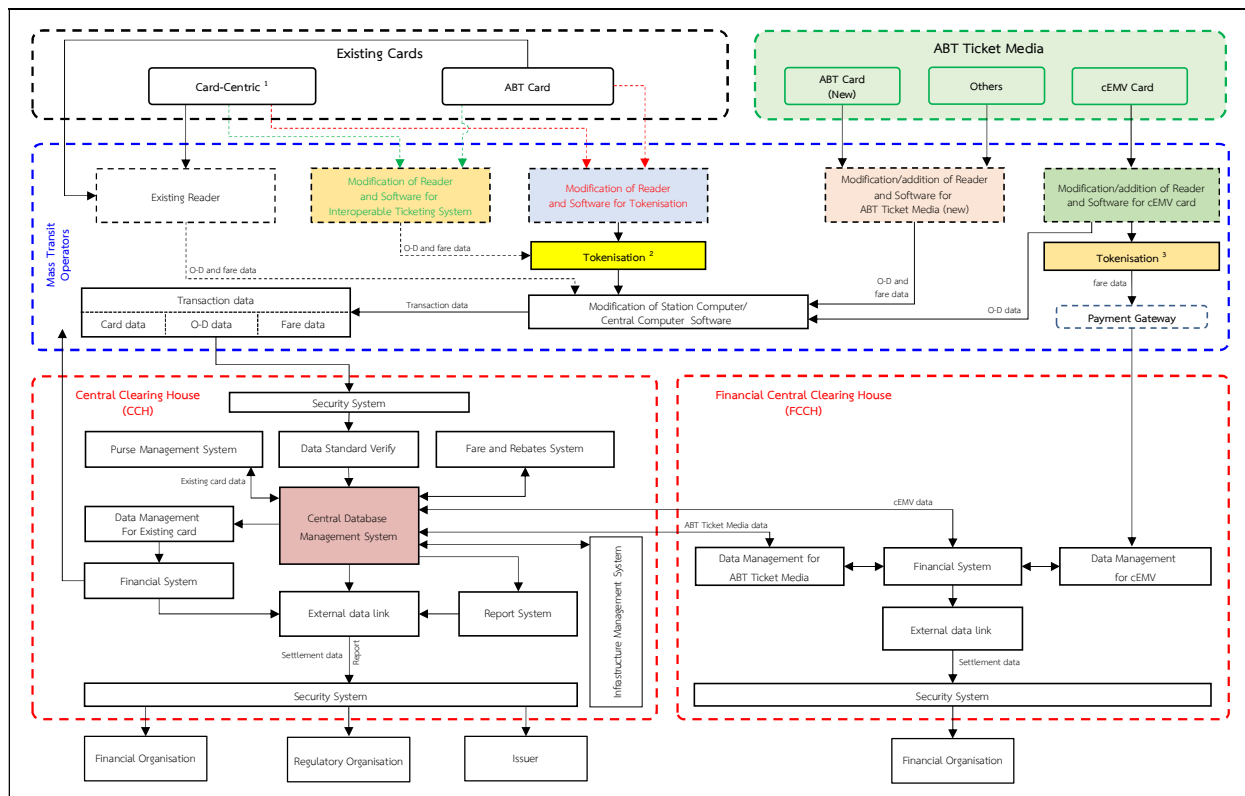 Existing Cards
ABT Ticket Media
Card-Centric 1
ABT Card
ABT Card
(New)
Others
cEMV Card
Mass Transit
Operators
Existing Reader
Modification of Reader
and Software for
Interoperable Ticketing System
Modification of Reader
and Software for Tokenisation
Modification/addition of Reader
and Software for
ABT Ticket Media (new)
Modification/addition of Reader
and Software for cEMV card
O-D and fare data
Tokenisation 2
Tokenisation 3
O-D and fare data
O-D and
fare data
fare data
Transaction data
Card data
O-D data
Fare data
Transaction data
Modification of Station Computer/
Central Computer Software
O-D data
Payment Gateway
Central Clearing House
(CCH)
Security System
Purse Management System
Data Standard Verify
Fare and Rebates System
Existing card data
Central Database
Management System
Data Management
For Existing card
Financial System
External data link
Report System
Infrastructure Management System
Settlement data
Report
Security System
Financial Organisation
Regulatory Organisation
Issuer
Financial Central Clearing House
(FCCH)
cEMV data
ABT Ticket Media data
Data Management for
ABT Ticket Media
Financial System
Data Management
for cEMV
External data link
Settlement data
Security System
Financial Organisation